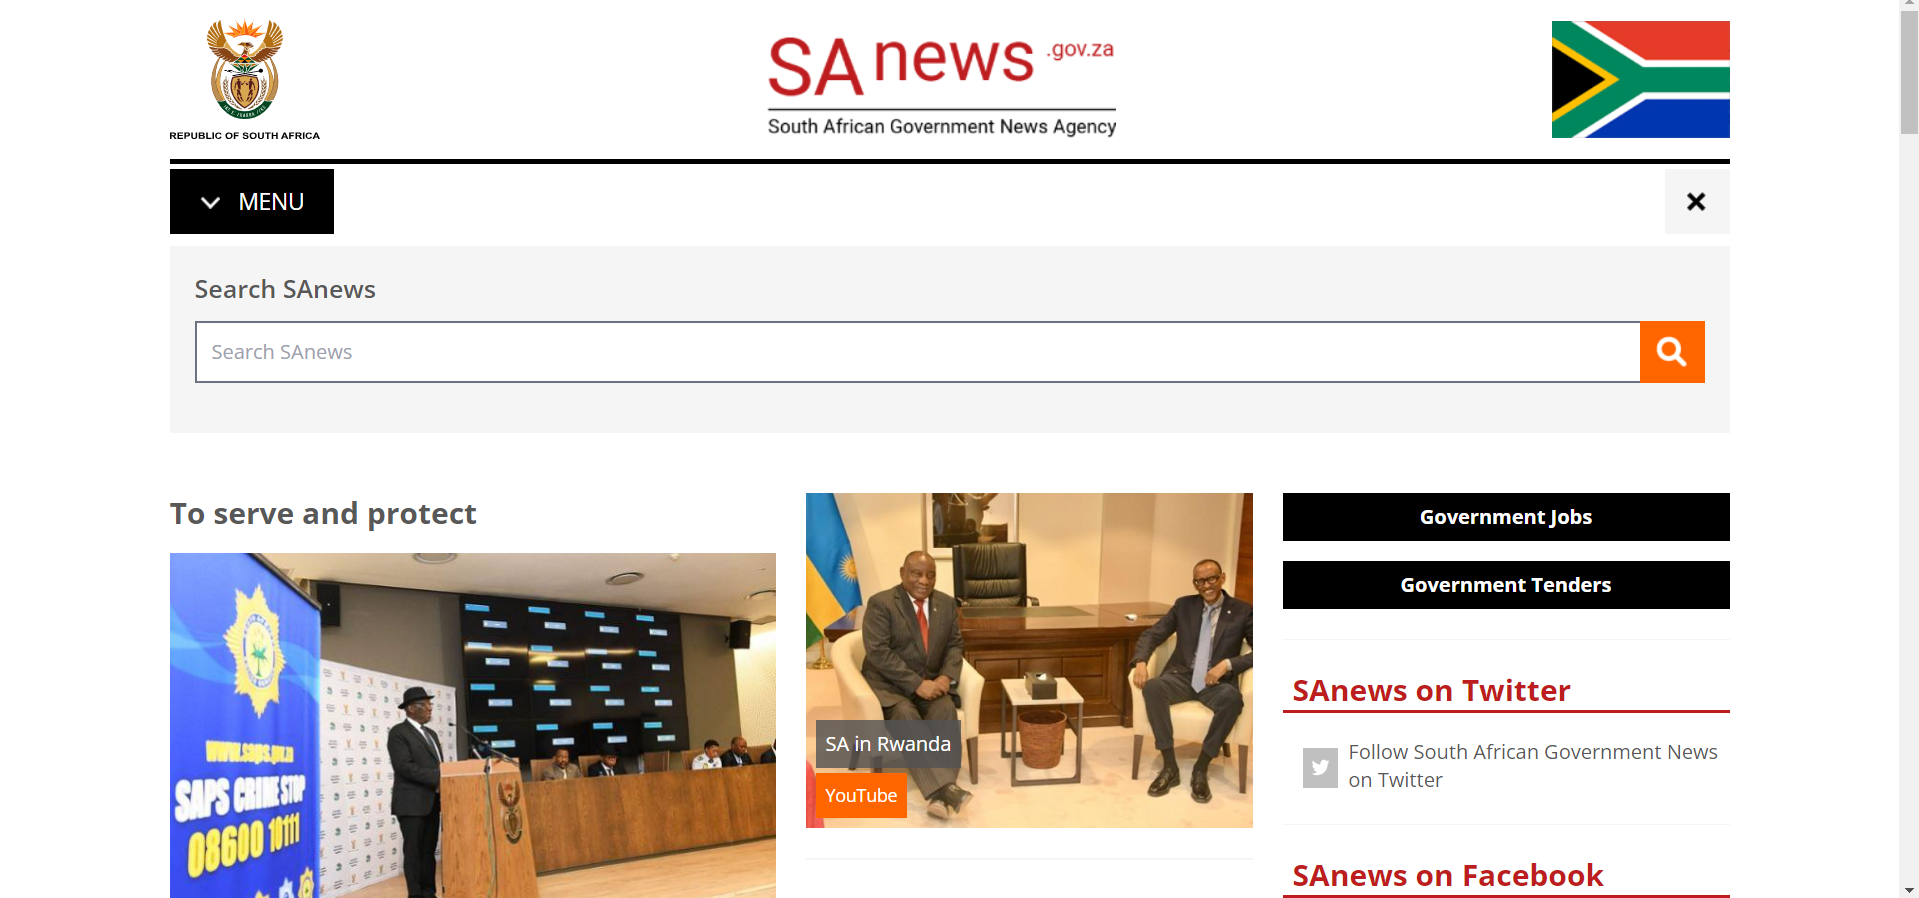 REPUBLIC OF SOUTH AFRICA
SA news .gov.za
South African Government News Agency
MENU
Search SAnews
Search SAnews
To serve and protect
www.saps.gov.za
SAPS CRIME STOP
08600 10111
SA in Rwanda
YouTube
Government Jobs
Government Tenders
SAnews on Twitter
Follow South African Government News
on Twitter
SAnews on Facebook